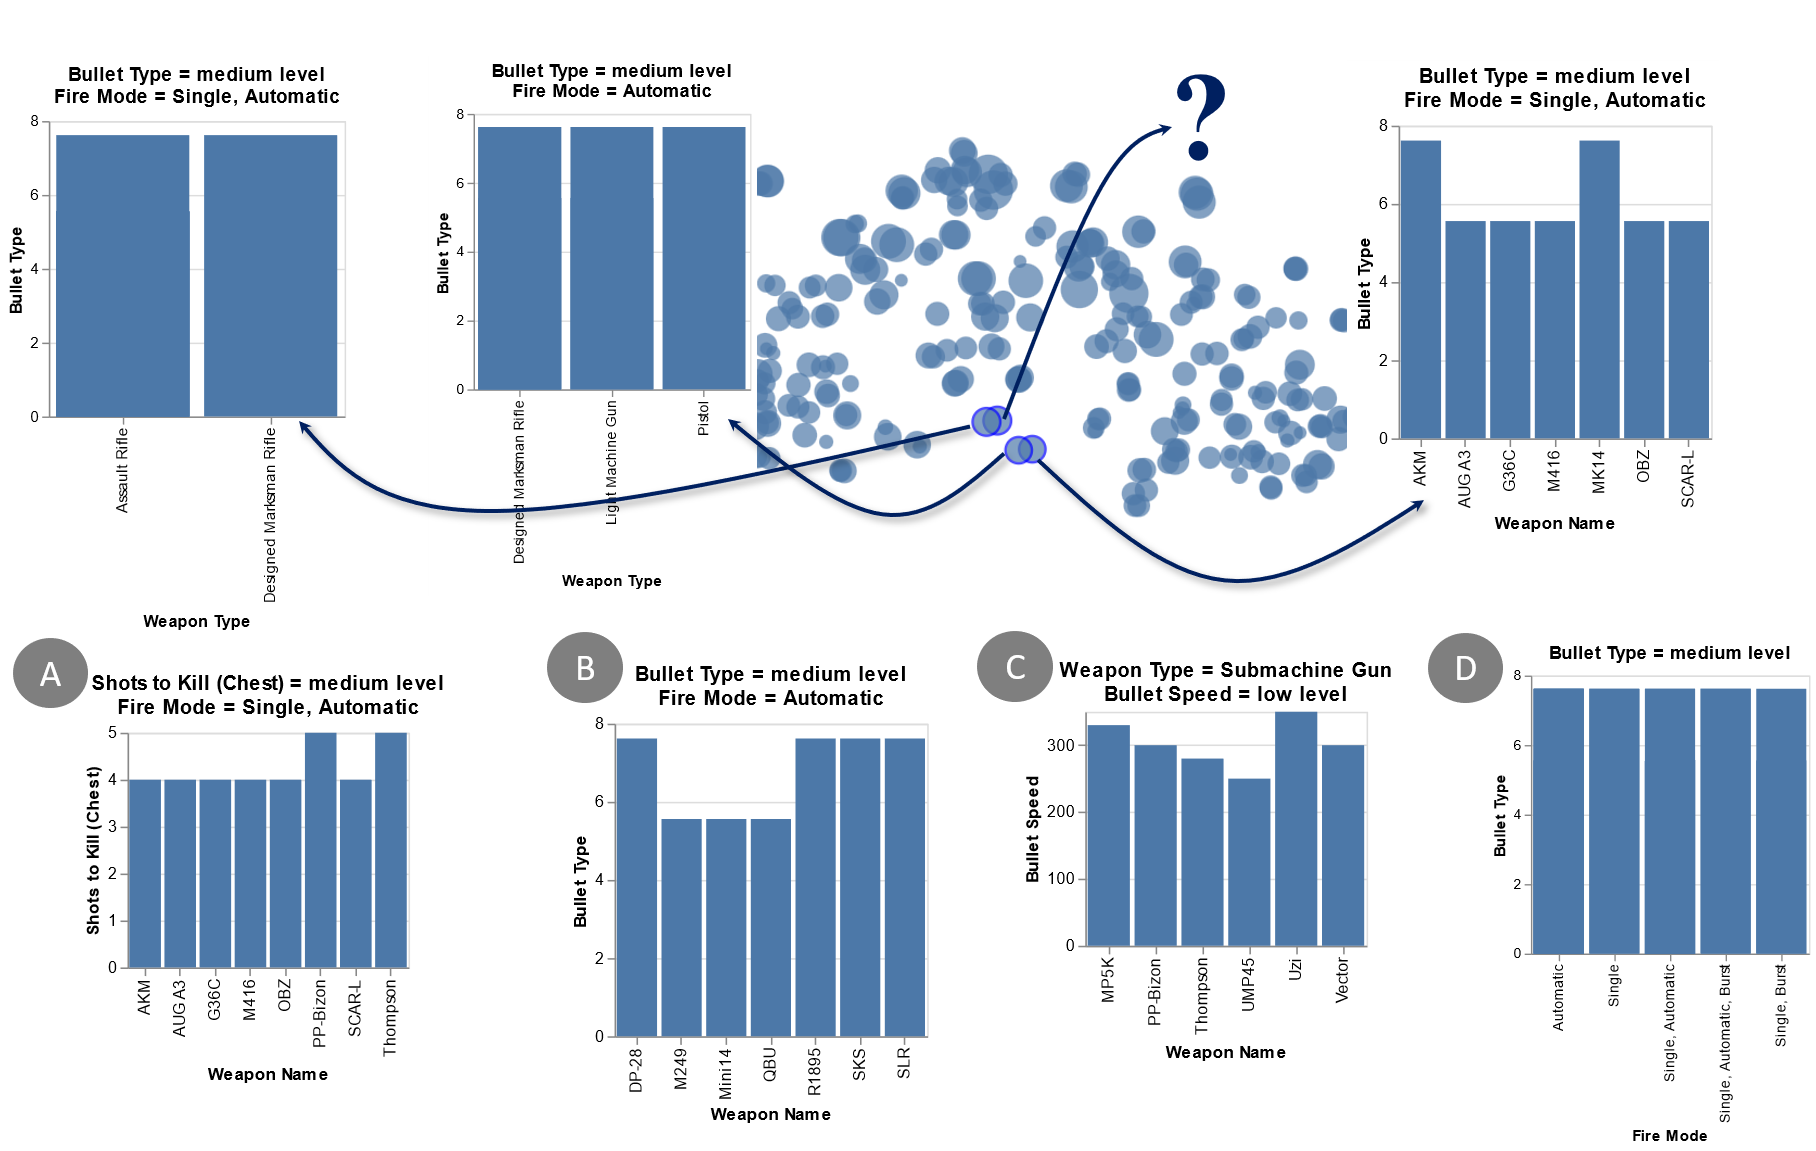 Bullet Type = medium level
Fire Mode = Single, Automatic
8
6
4
2
0
Bullet Type
Assault Rifle
Designed Marksman Rifle
Weapon Type
Bullet Type = medium level
Fire Mode = Automatic
8
6
4
2
0
Bullet Type
Designed Marksman Rifle
Light Machine Gun
Pistol
Weapon Type
?
Bullet Type = medium level
Fire Mode = Single, Automatic
8
6
4
2
0
Bullet Type
AKM
AUG A3
G36C
M416
MK14
OBZ
SCAR-L
Weapon Name
A
Shots to Kill (Chest) = medium level
Fire Mode = Single, Automatic
5
4
3
2
1
0
Shots to Kill (Chest)
AKM
AUG A3
G36C
M416
OBZ
PP-Bizon
SCAR-L
Thompson
Weapon Name
B
Bullet Type = medium level
Fire Mode = Automatic
8
6
4
2
0
Bullet Type
DP-28
M249
Mini14
QBU
R1895
SKS
SLR
Weapon Name
C
Weapon Type = Submachine Gun
Bullet Speed = low level
300
200
100
0
Bullet Speed
MP5K
PP-Bizon
Thompson
UMP45
Uzi
Vector
Weapon Name
D
Bullet Type = medium level
8
6
4
2
0
Bullet Type
Automatic
Single
Single, Automatic
Single, Automatic, Burst
Single, Burst
Fire Mode